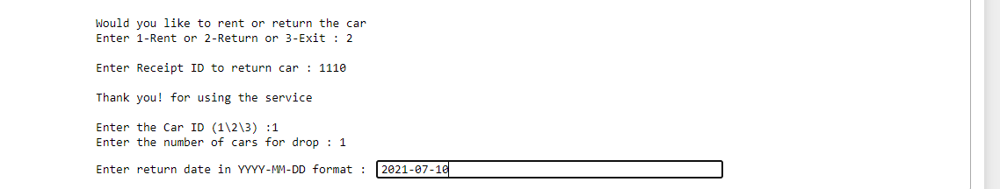 Would you like to rent or return the car
Enter 1-Rent or 2-Return or 3-Exit : 2
Enter Receipt ID to return car : 1110
Thank you! for using the service
Enter the Car ID (1\2\3) :1
Enter the number of cars for drop : 1
Enter return date in YYYY-MM-DD format : 2021-07-10